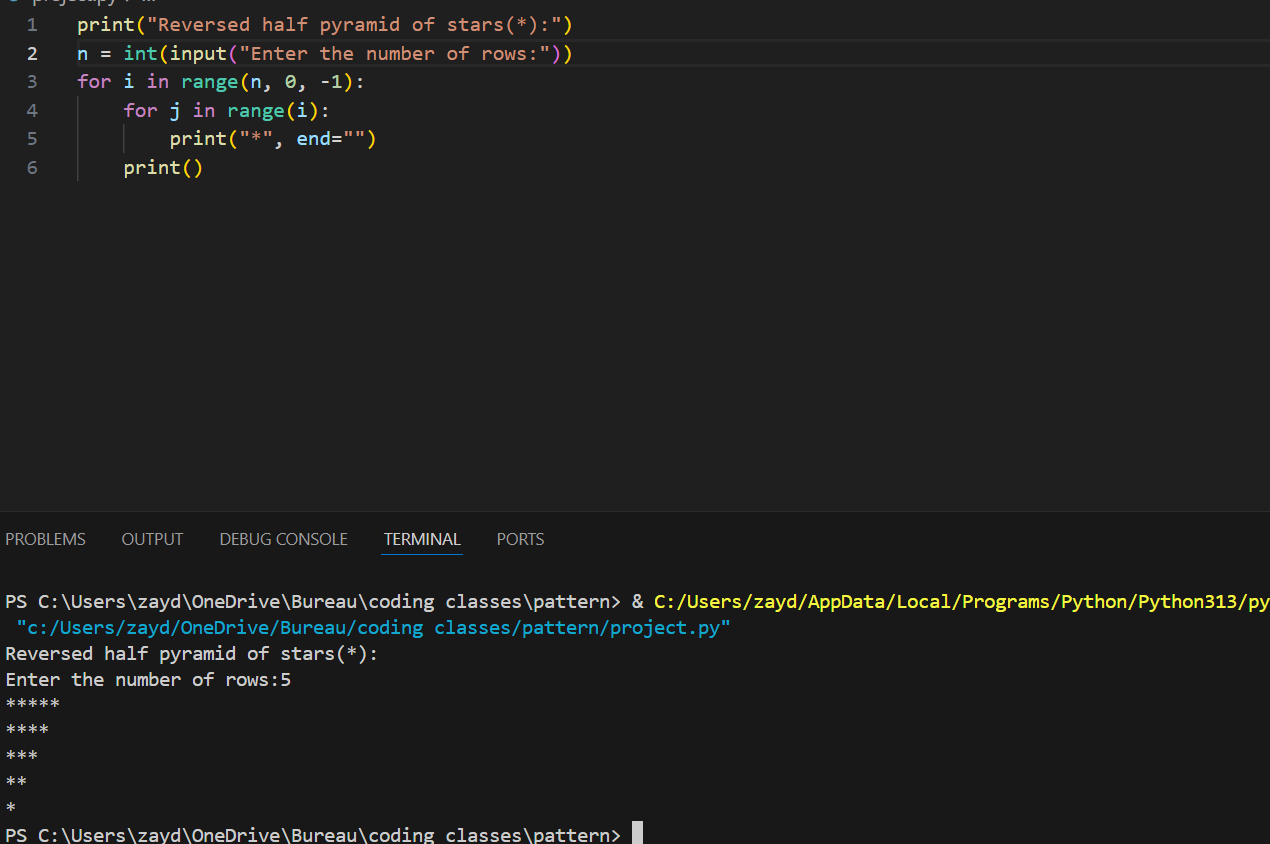 1 print("Reversed half pyramid of stars(*):")
2 n = int(input("Enter the number of rows:"))
3 for i in range(n, 0, -1):
4     for j in range(i):
5         print("*", end="")
6     print()
PROBLEMS OUTPUT DEBUG CONSOLE TERMINAL PORTS
PS C:\Users\zayd\OneDrive\Bureau\coding classes\pattern> & C:/Users/zayd/AppData/Local/Programs/Python/Python313/py
"c:/Users/zayd/OneDrive/Bureau/coding classes/pattern/project.py"
Reversed half pyramid of stars(*):
Enter the number of rows:5
*****
****
***
**
*
PS C:\Users\zayd\OneDrive\Bureau\coding classes\pattern>